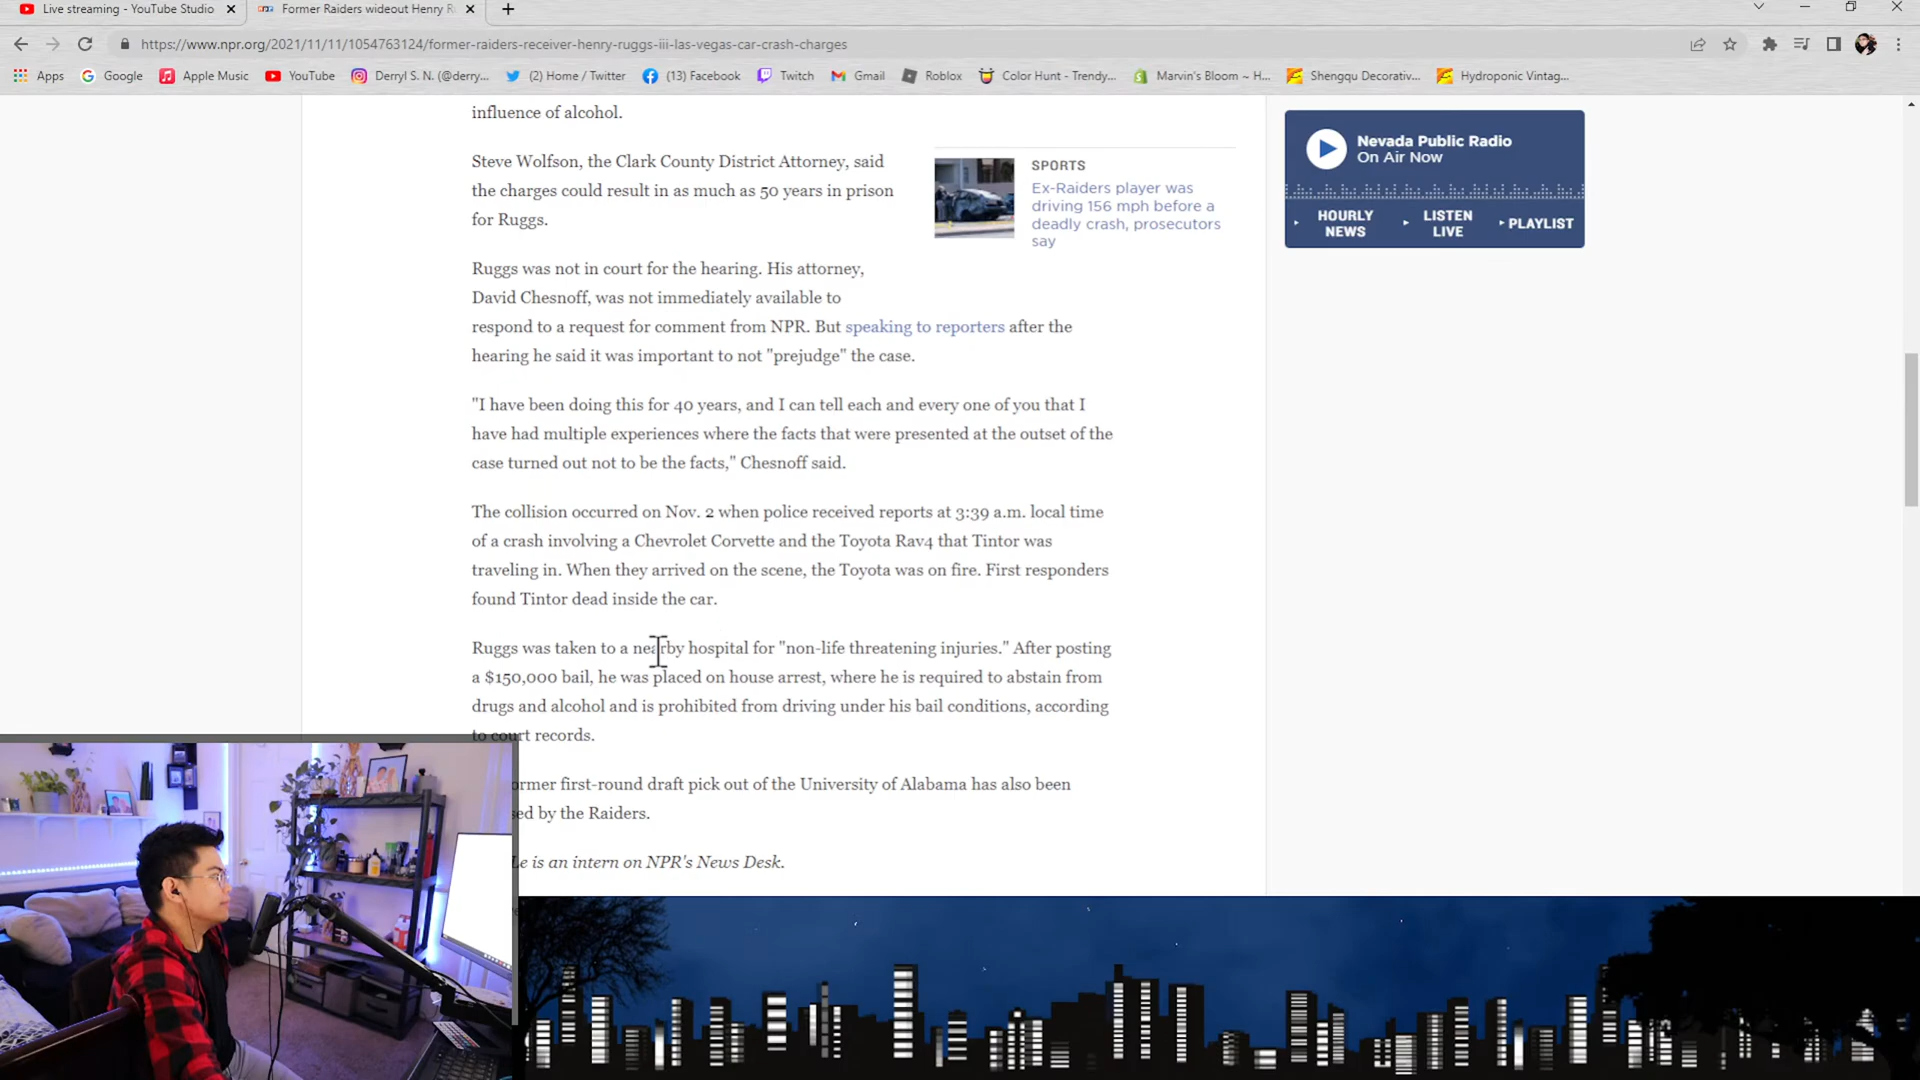 Live streaming - YouTube Studio
Former Raiders wideout Henry R
https://www.npr.org/2021/11/11/1054763124/former-raiders-receiver-henry-ruggs-iii-las-vegas-car-crash-charges
Apps Google Apple Music YouTube Derryl S. N. (@derry... (2) Home / Twitter (13) Facebook Twitch Gmail Roblox Color Hunt - Trendy... Marvin's Bloom ~ H... Shengqu Decorativ... Hydroponic Vintag...
influence of alcohol.
Steve Wolfson, the Clark County District Attorney, said
the charges could result in as much as 50 years in prison
for Ruggs.
SPORTS
Ex-Raiders player was
driving 156 mph before a
deadly crash, prosecutors
say
Nevada Public Radio
On Air Now
HOURLY
NEWS
LISTEN
LIVE
PLAYLIST
Ruggs was not in court for the hearing. His attorney,
David Chesnoff, was not immediately available to
respond to a request for comment from NPR. But speaking to reporters after the
hearing he said it was important to not "prejudge" the case.
"I have been doing this for 40 years, and I can tell each and every one of you that I
have had multiple experiences where the facts that were presented at the outset of the
case turned out not to be the facts," Chesnoff said.
The collision occurred on Nov. 2 when police received reports at 3:39 a.m. local time
of a crash involving a Chevrolet Corvette and the Toyota Rav4 that Tintor was
traveling in. When they arrived on the scene, the Toyota was on fire. First responders
found Tintor dead inside the car.
Ruggs was taken to a nearby hospital for "non-life threatening injuries." After posting
a $150,000 bail, he was placed on house arrest, where he is required to abstain from
drugs and alcohol and is prohibited from driving under his bail conditions, according
to court records.
ormer first-round draft pick out of the University of Alabama has also been
sed by the Raiders.
Le is an intern on NPR's News Desk.